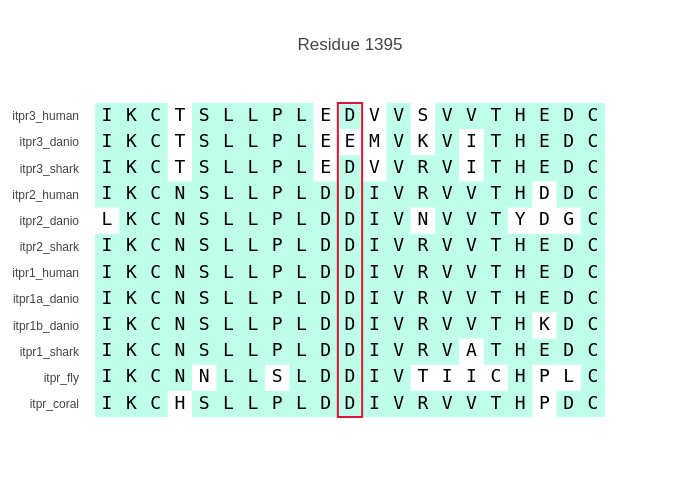 Residue 1395
itpr3_human I K C T S L L P L E D V V S V V T H E D C
itpr3_danio I K C T S L L P L E E M V K V I T H E D C
itpr3_shark I K C T S L L P L E D V V R V I T H E D C
itpr2_human I K C N S L L P L D D I V R V V T H D D C
itpr2_danio L K C N S L L P L D D I V N V V T Y D G C
itpr2_shark I K C N S L L P L D D I V R V V T H E D C
itpr1_human I K C N S L L P L D D I V R V V T H E D C
itpr1a_danio I K C N S L L P L D D I V R V V T H E D C
itpr1b_danio I K C N S L L P L D D I V R V V T H K D C
itpr1_shark I K C N S L L P L D D I V R V A T H E D C
itpr_fly I K C N N L L S L D D I V T I I C H P L C
itpr_coral I K C H S L L P L D D I V R V V T H P D C